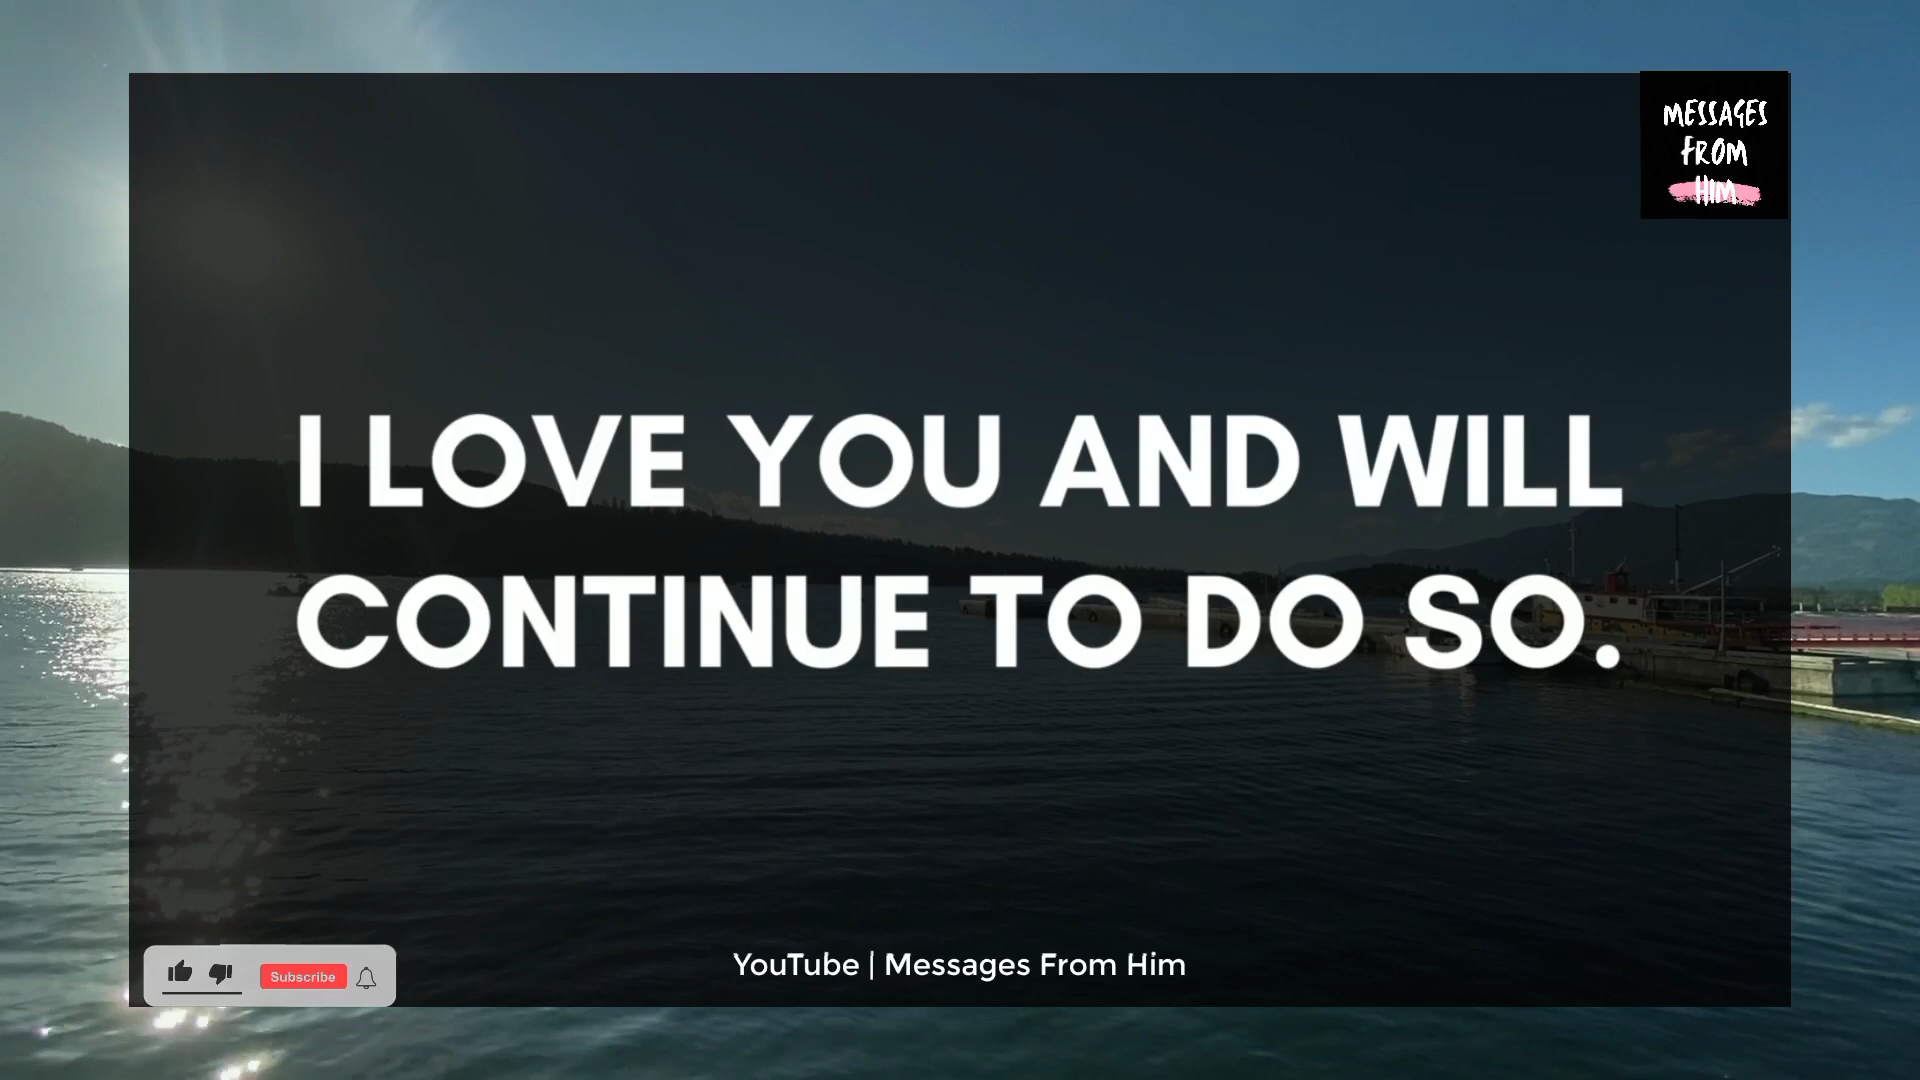 MESSAGES
FROM
HIM
I LOVE YOU AND WILL
CONTINUE TO DO SO.
Subscribe
YouTube | Messages From Him